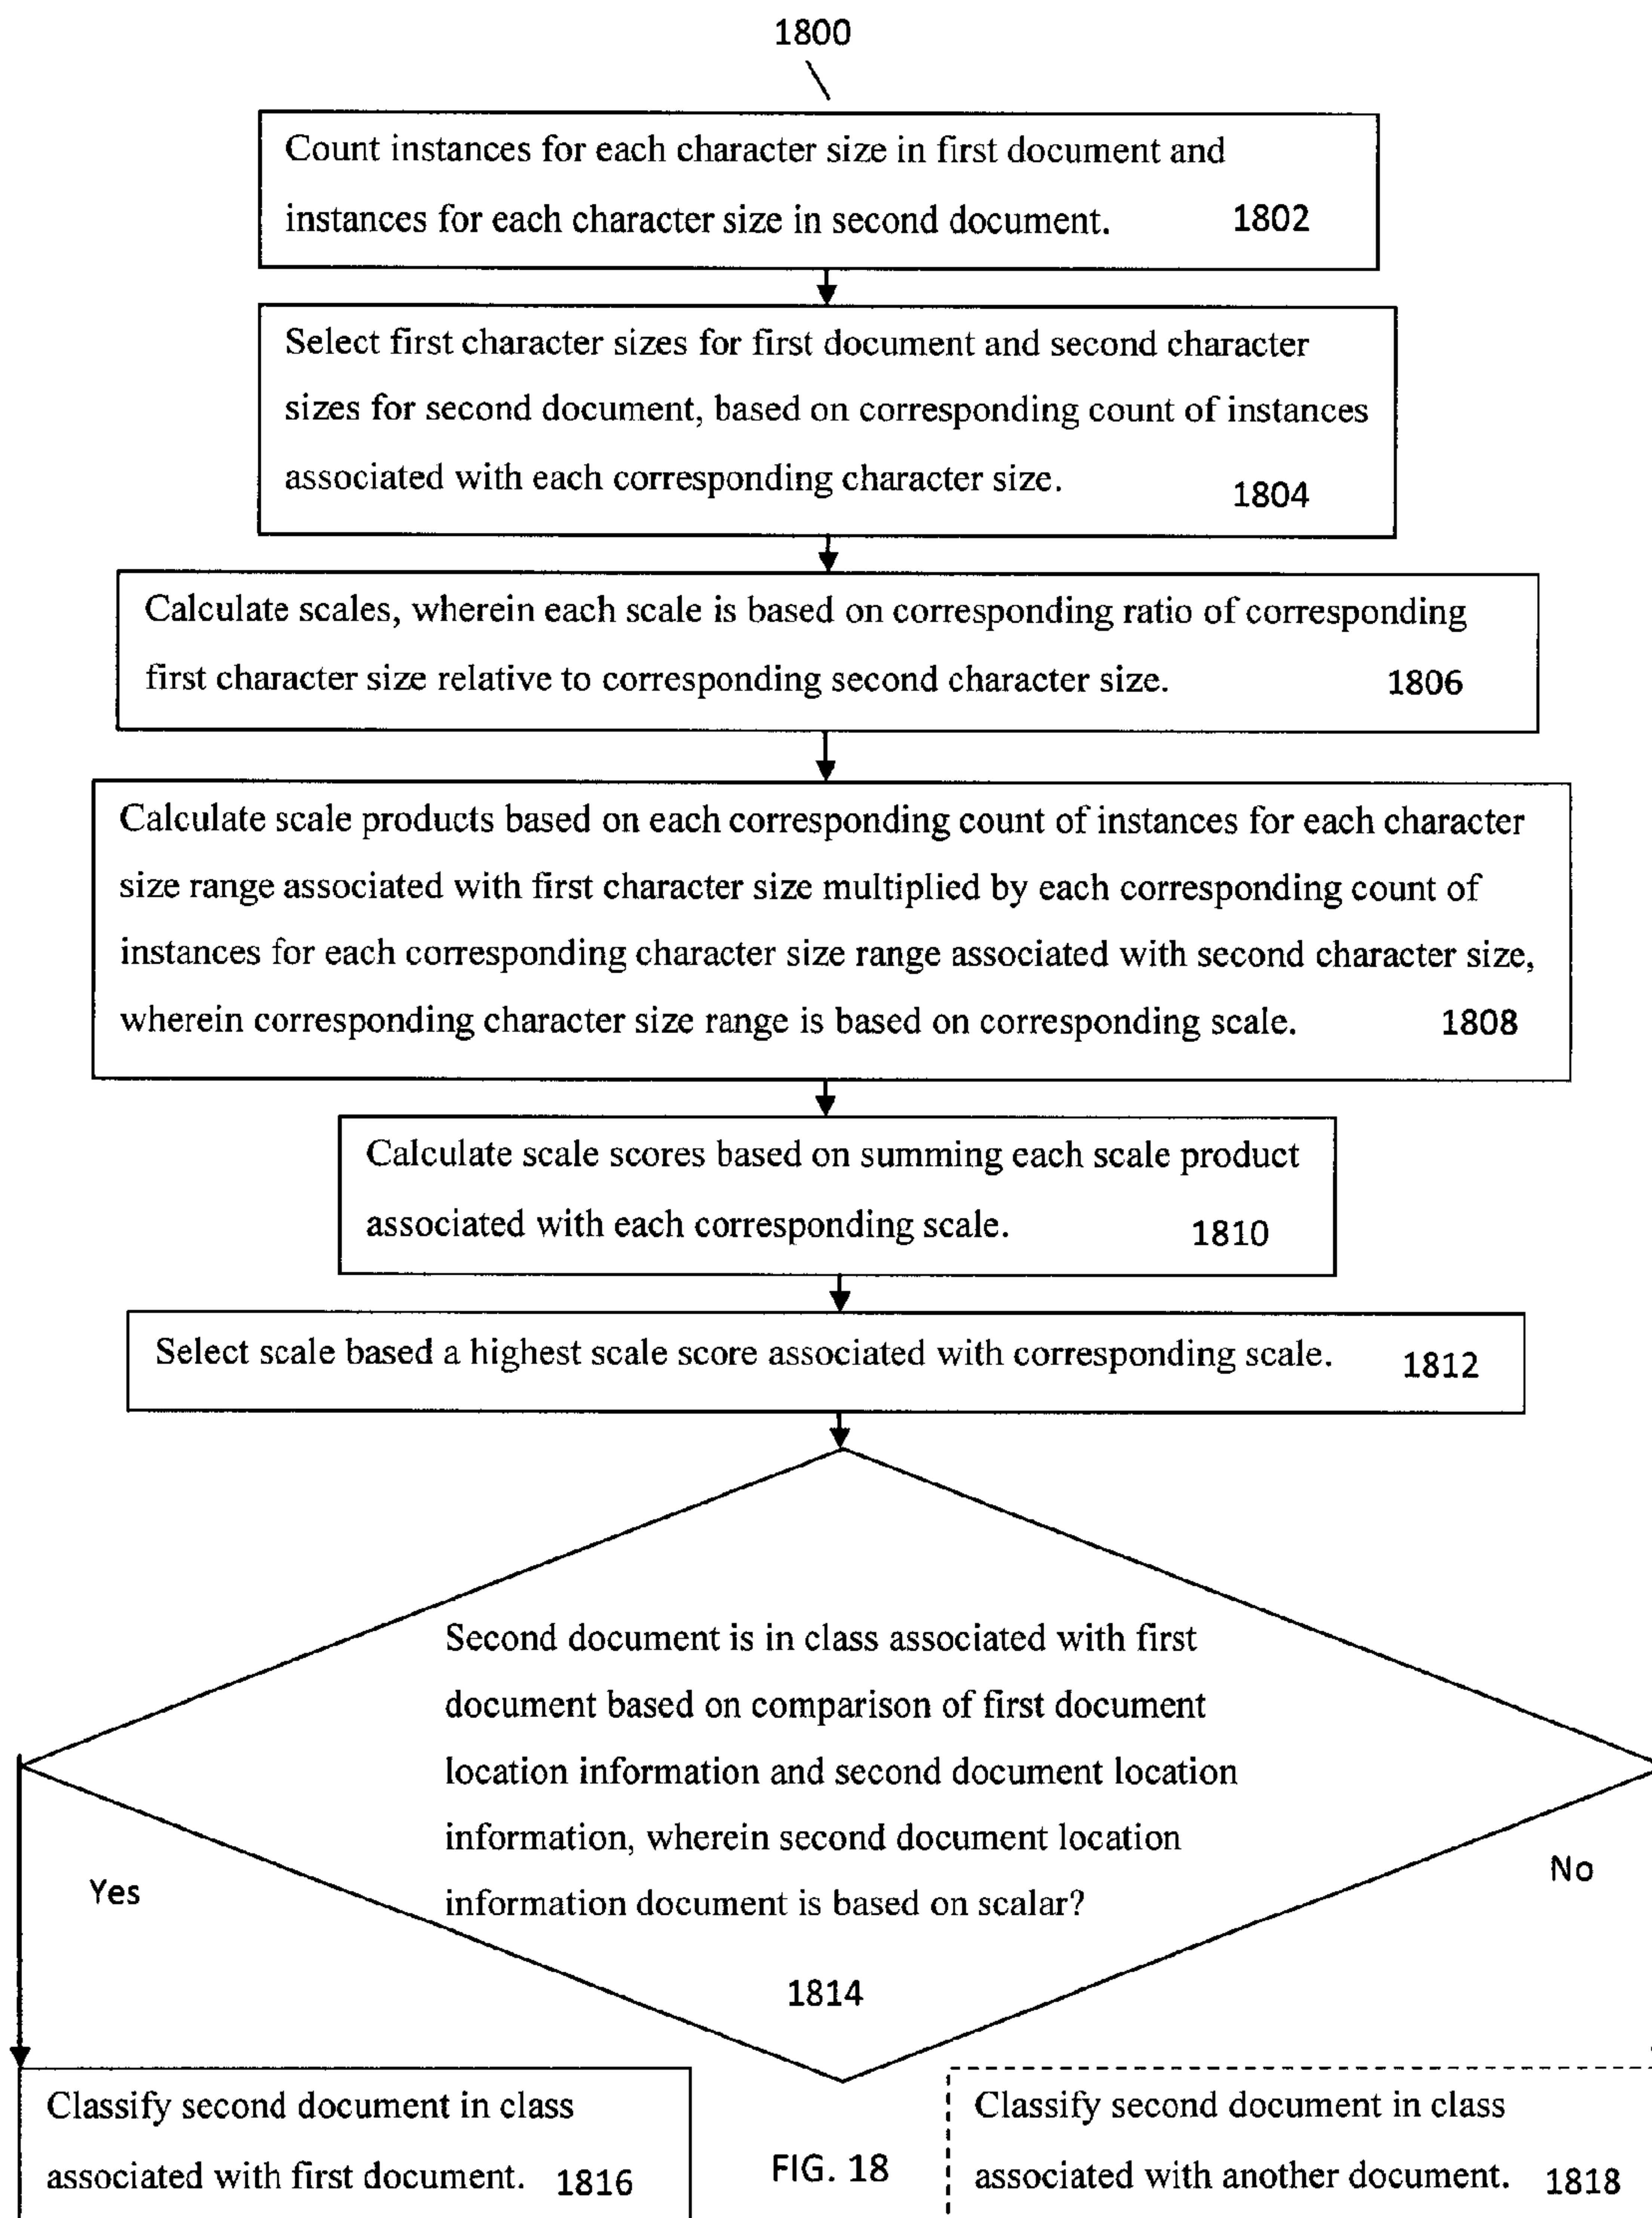 1800
Count instances for each character size in first document and
instances for each character size in second document. 1802
Select first character sizes for first document and second character
sizes for second document, based on corresponding count of instances
associated with each corresponding character size. 1804
Calculate scales, wherein each scale is based on corresponding ratio of corresponding
first character size relative to corresponding second character size. 1806
Calculate scale products based on each corresponding count of instances for each character
size range associated with first character size multiplied by each corresponding count of
instances for each corresponding character size range associated with second character size,
wherein corresponding character size range is based on corresponding scale. 1808
Calculate scale scores based on summing each scale product
associated with each corresponding scale. 1810
Select scale based a highest scale score associated with corresponding scale. 1812
Second document is in class associated with first
document based on comparison of first document
location information and second document location
information, wherein second document location
information document is based on scalar?
1814
Yes
No
Classify second document in class
associated with first document. 1816
FIG. 18
Classify second document in class
associated with another document. 1818